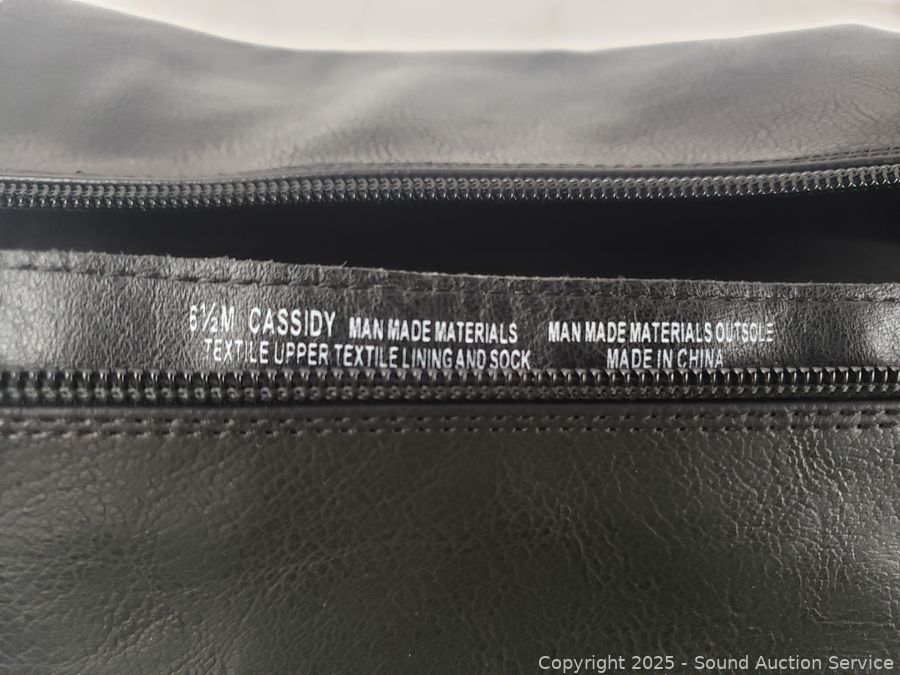 6½M CASSIDY MAN MADE MATERIALS MAN MADE MATERIALS OUTSOLE
TEXTILE UPPER TEXTILE LINING AND SOCK MADE IN CHINA
Copyright 2025 - Sound Auction Service